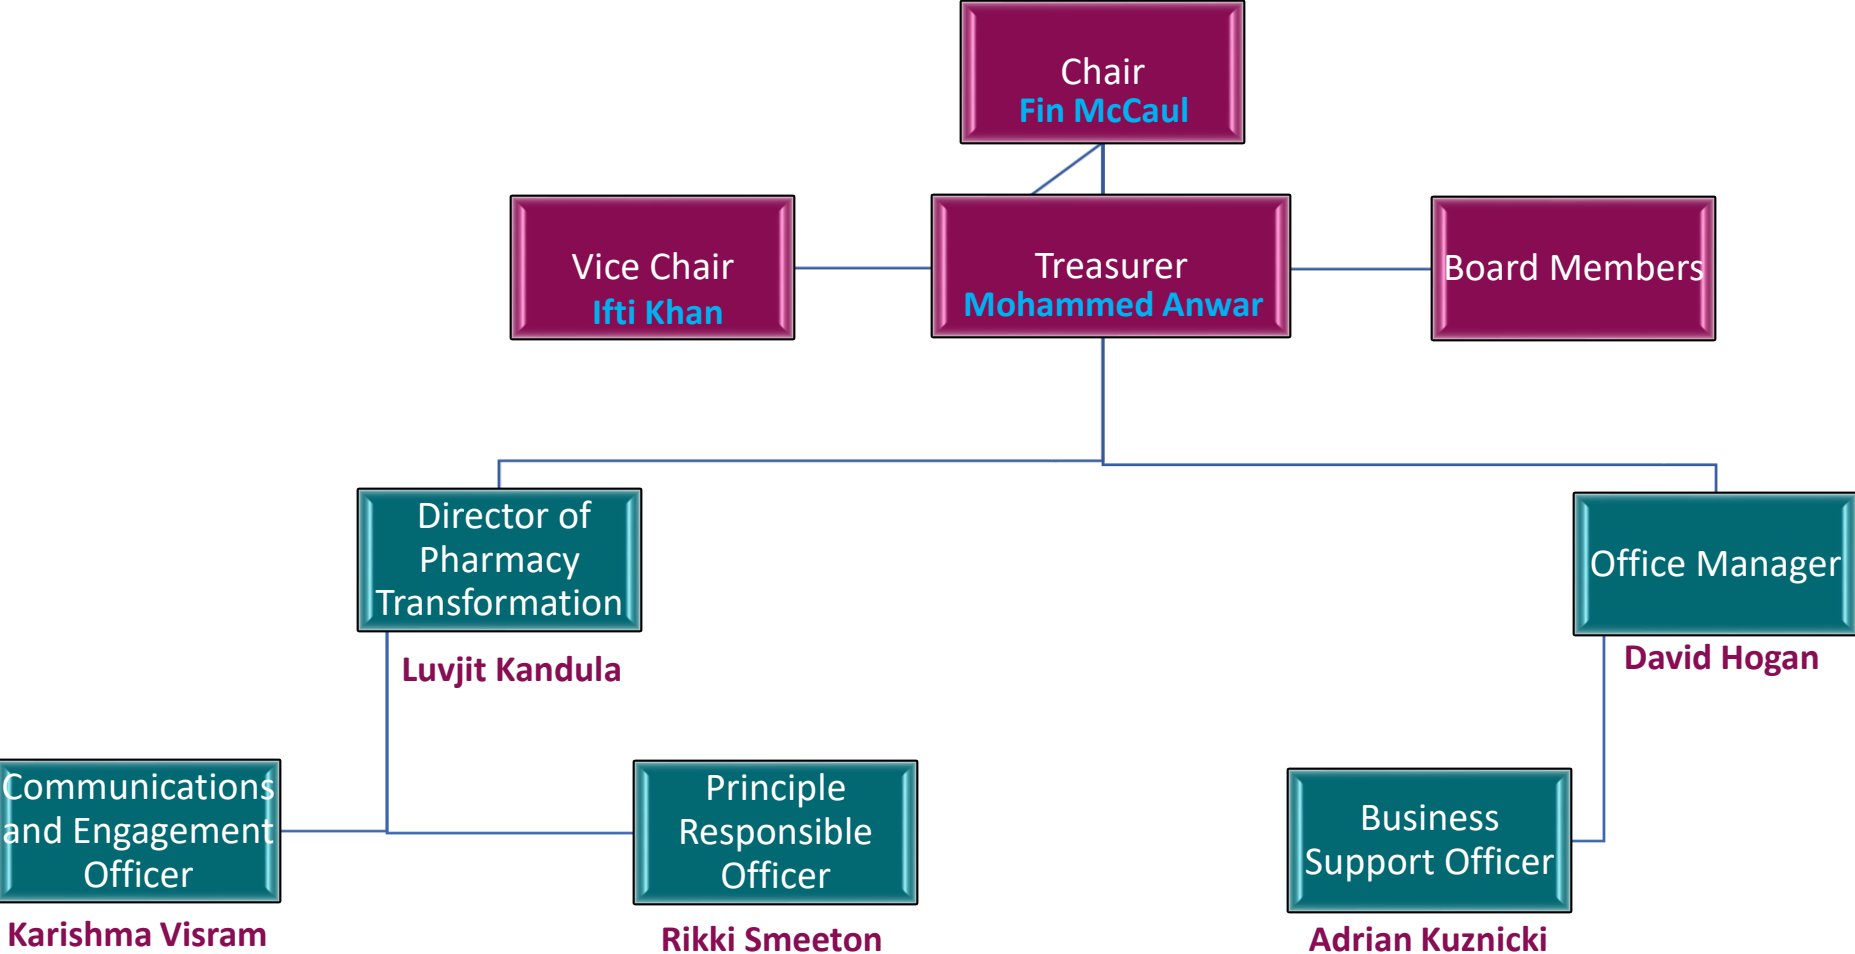 Chair
Fin McCaul
Vice Chair
Ifti Khan
Treasurer
Mohammed Anwar
Board Members
Director of
Pharmacy
Transformation
Luvjit Kandula
Office Manager
David Hogan
Communications
and Engagement
Officer
Karishma Visram
Principle
Responsible
Officer
Rikki Smeeton
Business
Support Officer
Adrian Kuznicki